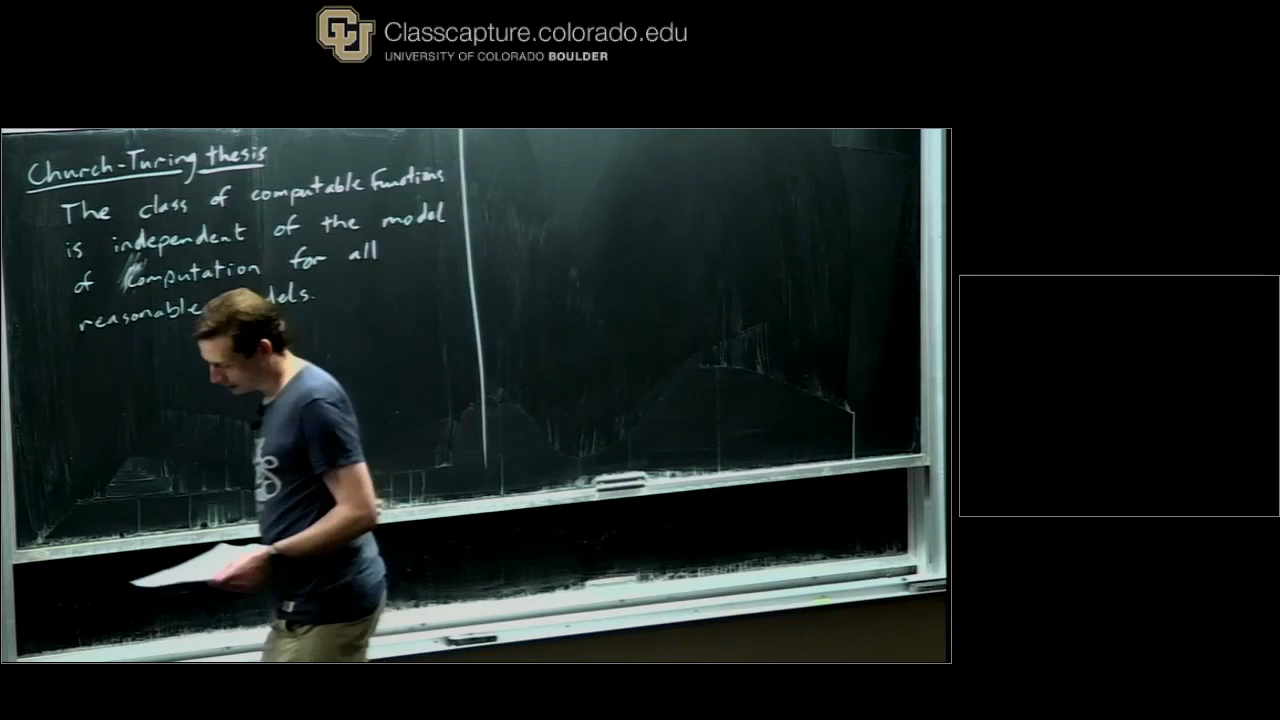 Classcapture.colorado.edu
UNIVERSITY OF COLORADO BOULDER
Church-Turing thesis
The class of computable functions
is independent of the model
of computation for all
reasonable dels.